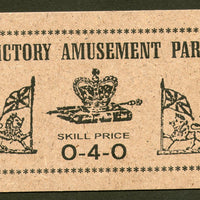 ICTORY AMUSEMENT PAR
SKILL PRICE
0-4-0